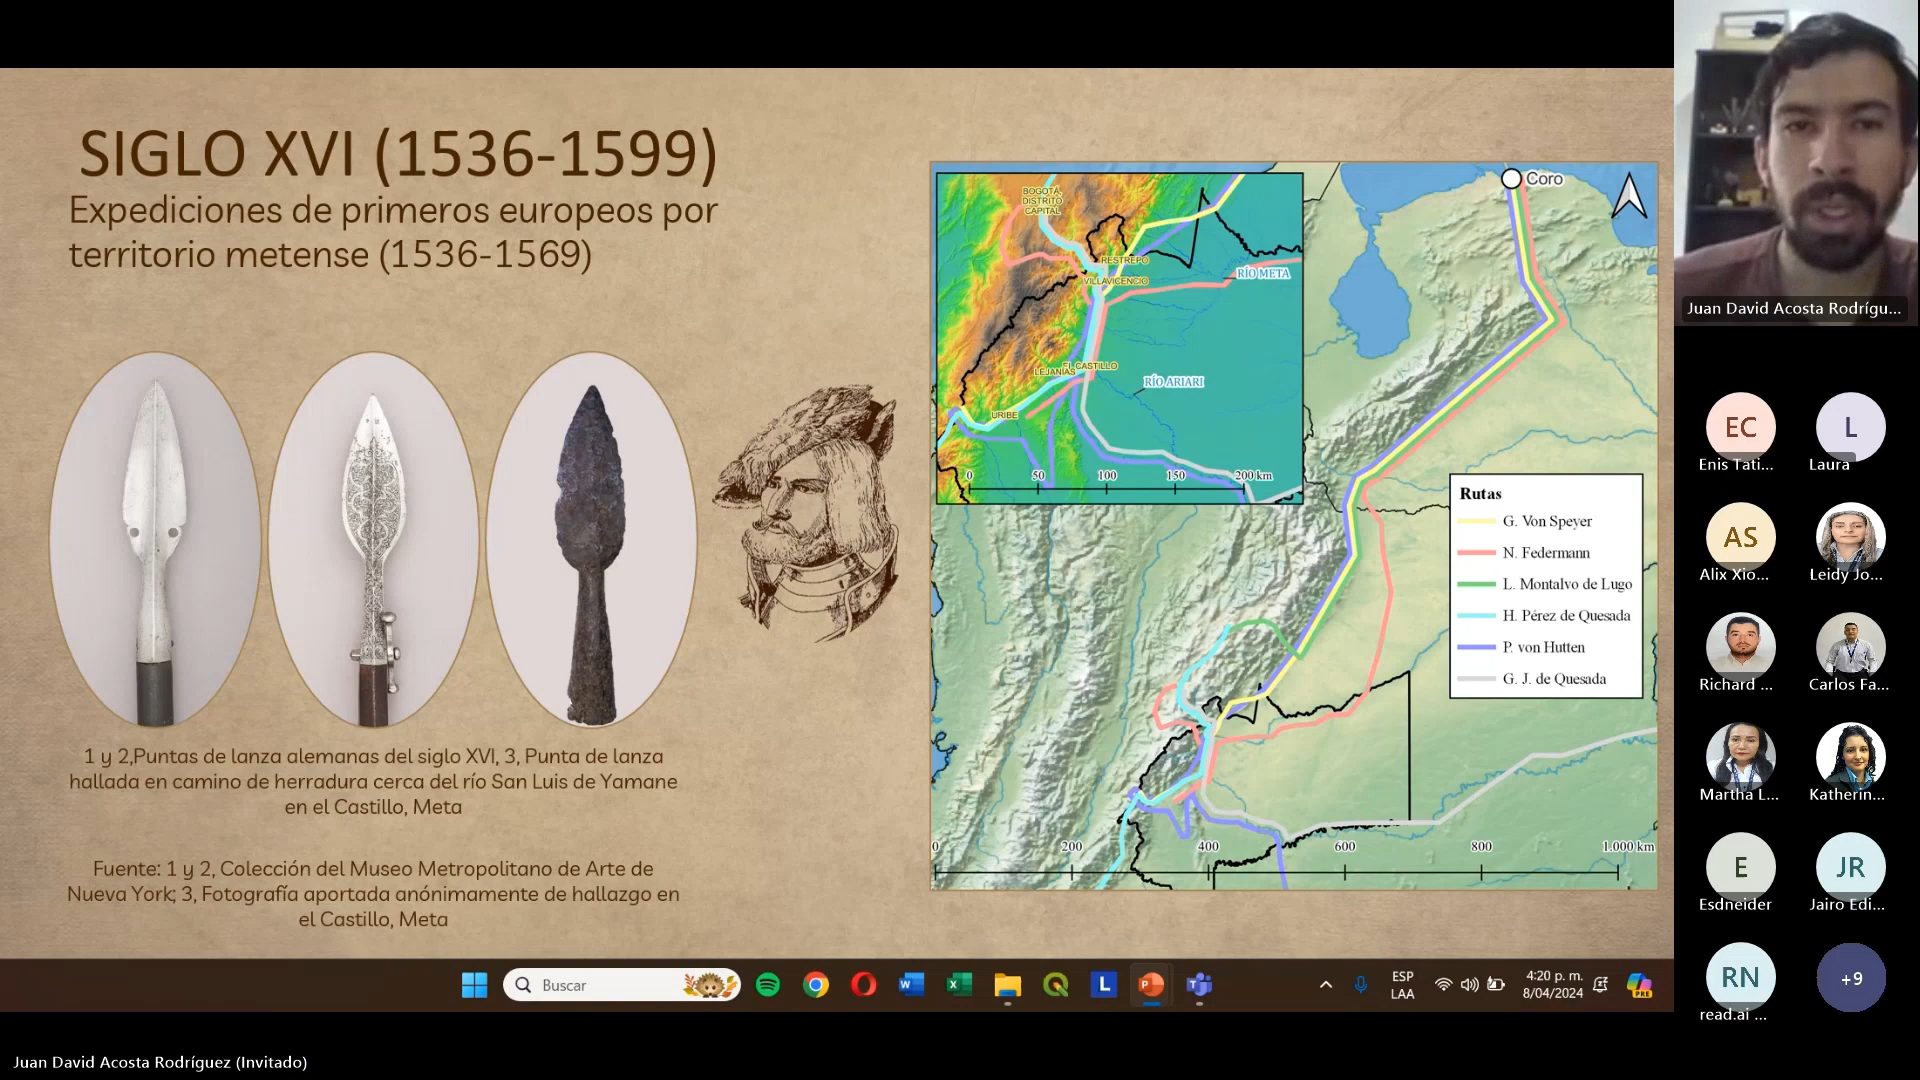 SIGLO XVI (1536-1599)
Expediciones de primeros europeos por
territorio metense (1536-1569)
1 y 2,Puntas de lanza alemanas del siglo XVI, 3, Punta de lanza
hallada en camino de herradura cerca del río San Luis de Yamane
en el Castillo, Meta
Fuente: 1 y 2, Colección del Museo Metropolitano de Arte de
Nueva York; 3, Fotografía aportada anónimamente de hallazgo en
el Castillo, Meta
BOGOTÁ,
DISTRITO
CAPITAL
RESTREPO
VILLAVICENCIO
RÍO META
EL CASTILLO
LEJANÍAS
RÍO ARIARI
URIBE
0 50 100 150 200 km
Coro
Rutas
G. Von Speyer
N. Federmann
L. Montalvo de Lugo
H. Pérez de Quesada
P. von Hutten
G. J. de Quesada
0 200 400 600 800 1.000 km
Juan David Acosta Rodrígu...
EC L
Enis Tati... Laura
AS
Alix Xio... Leidy Jo...
Richard ... Carlos Fa...
Martha L... Katherin...
E JR
Esdneider Jairo Edi...
RN +9
read.ai ...
Buscar
W X L P T
ESP
LAA
4:20 p. m.
8/04/2024
PRE
Juan David Acosta Rodríguez (Invitado)